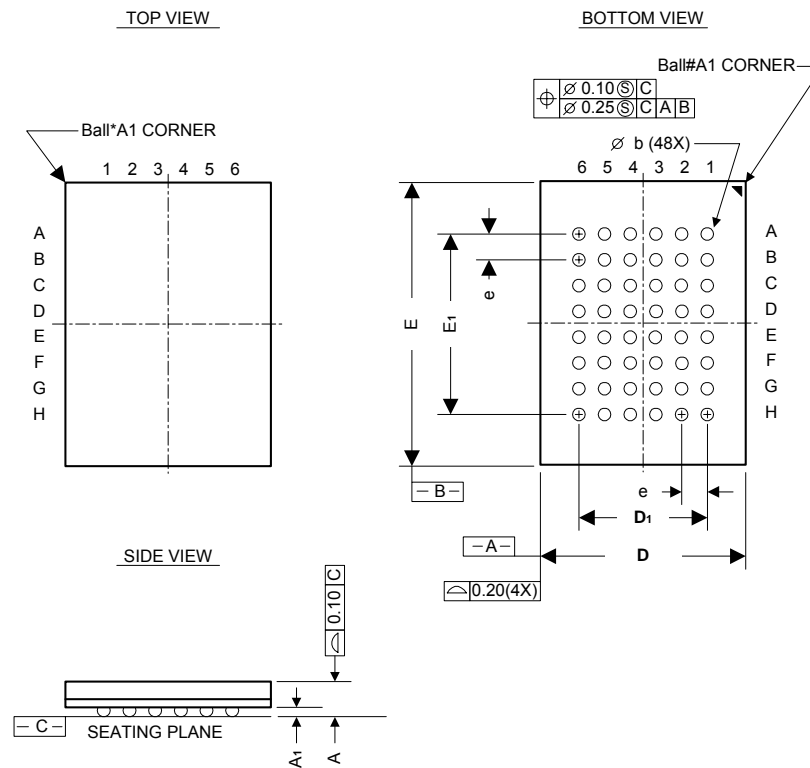 TOP VIEW
BOTTOM VIEW
Ball#A1 CORNER
⌀ 0.10 Ⓢ C
⌀ 0.25 Ⓢ C A B
Ball*A1 CORNER
⌀ b (48X)
1 2 3 4 5 6
6 5 4 3 2 1
A
B
C
D
E
F
G
H
A
B
C
D
E
F
G
H
e
E
E1
B
e
D1
A
D
0.20(4X)
SIDE VIEW
0.10 C
C
SEATING PLANE
A1
A